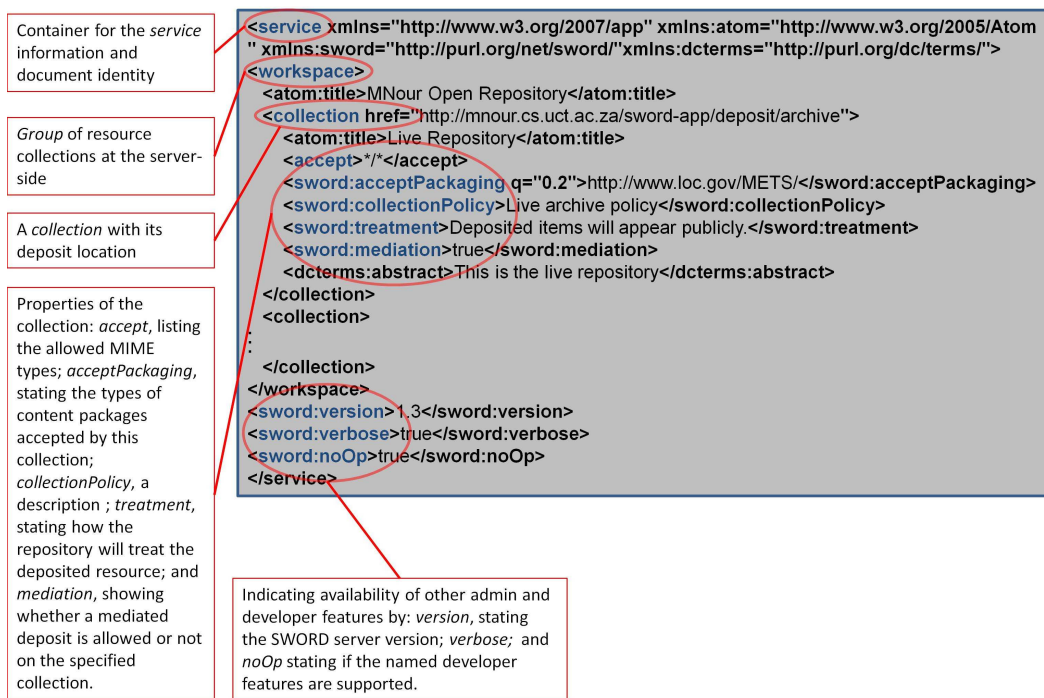 Container for the service
information and
document identity
Group of resource
collections at the server-
side
A collection with its
deposit location
Properties of the
collection: accept, listing
the allowed MIME
types; acceptPackaging,
stating the types of
content packages
accepted by this
collection;
collectionPolicy, a
description ; treatment,
stating how the
repository will treat the
deposited resource; and
mediation, showing
whether a mediated
deposit is allowed or not
on the specified
collection.
<service xmlns="http://www.w3.org/2007/app" xmlns:atom="http://www.w3.org/2005/Atom
" xmlns:sword="http://purl.org/net/sword/"xmlns:dcterms="http://purl.org/dc/terms/">
<workspace>
<atom:title>MNour Open Repository</atom:title>
<collection href="http://mnour.cs.uct.ac.za/sword-app/deposit/archive">
<atom:title>Live Repository</atom:title>
<accept>*/*</accept>
<sword:acceptPackaging q="0.2">http://www.loc.gov/METS/</sword:acceptPackaging>
<sword:collectionPolicy>Live archive policy</sword:collectionPolicy>
<sword:treatment>Deposited items will appear publicly.</sword:treatment>
<sword:mediation>true</sword:mediation>
<dcterms:abstract>This is the live repository</dcterms:abstract>
</collection>
<collection>
⋮
</collection>
</workspace>
<sword:version>1.3</sword:version>
<sword:verbose>true</sword:verbose>
<sword:noOp>true</sword:noOp>
</service>
Indicating availability of other admin and
developer features by: version, stating
the SWORD server version; verbose; and
noOp stating if the named developer
features are supported.